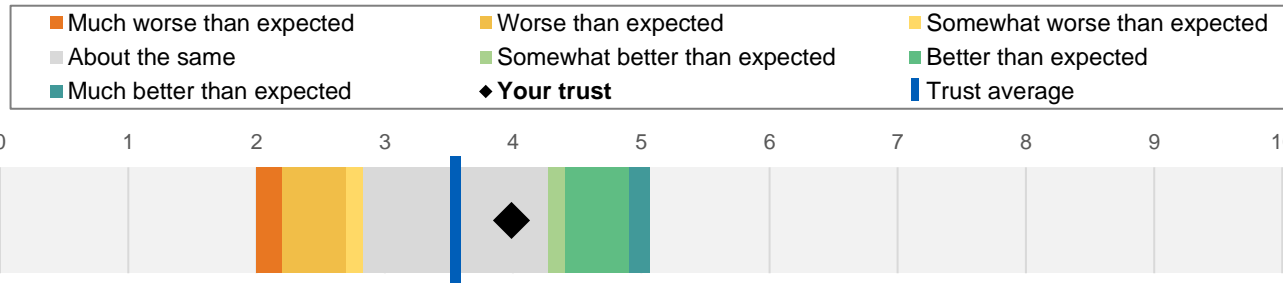 Much worse than expected Worse than expected Somewhat worse than expected
About the same Somewhat better than expected Better than expected
Much better than expected Your trust Trust average
0 1 2 3 4 5 6 7 8 9 10